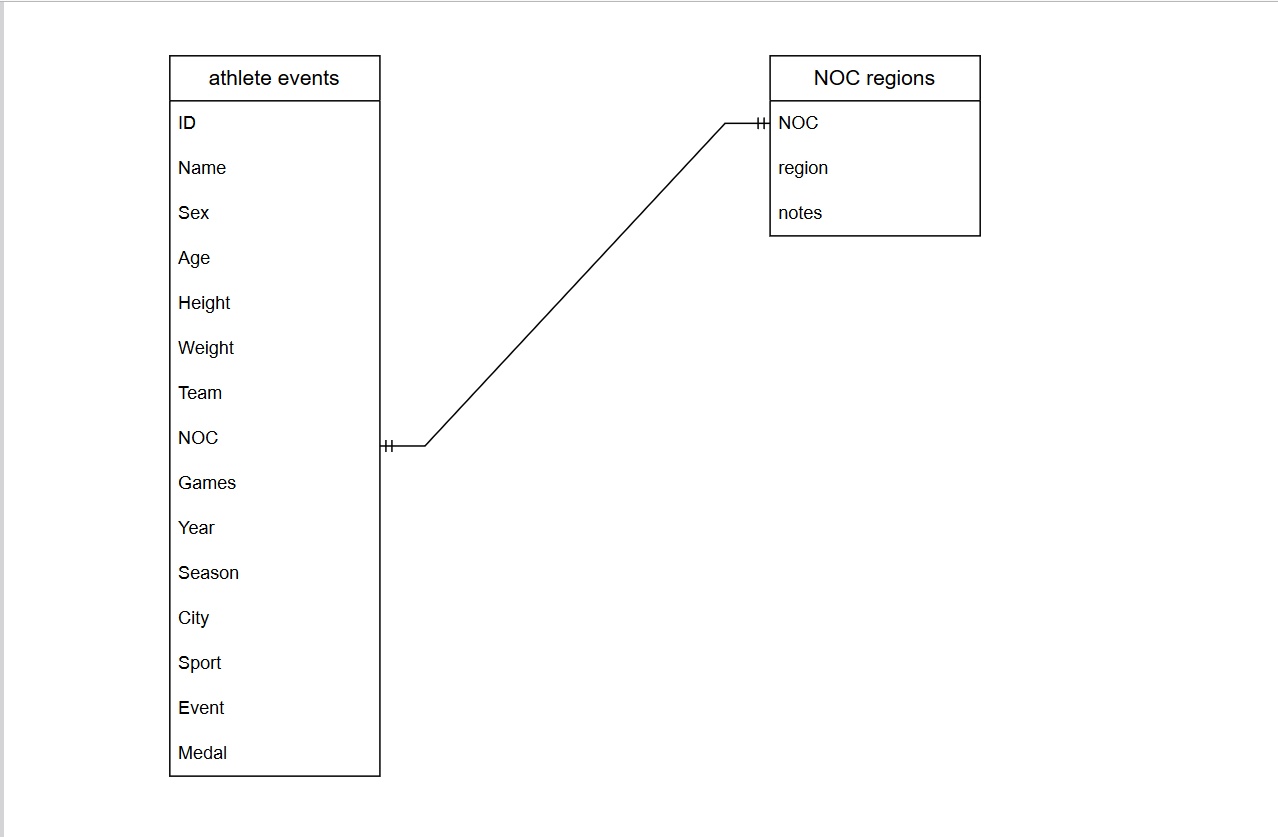 athlete events
ID
Name
Sex
Age
Height
Weight
Team
NOC
Games
Year
Season
City
Sport
Event
Medal
NOC regions
NOC
region
notes